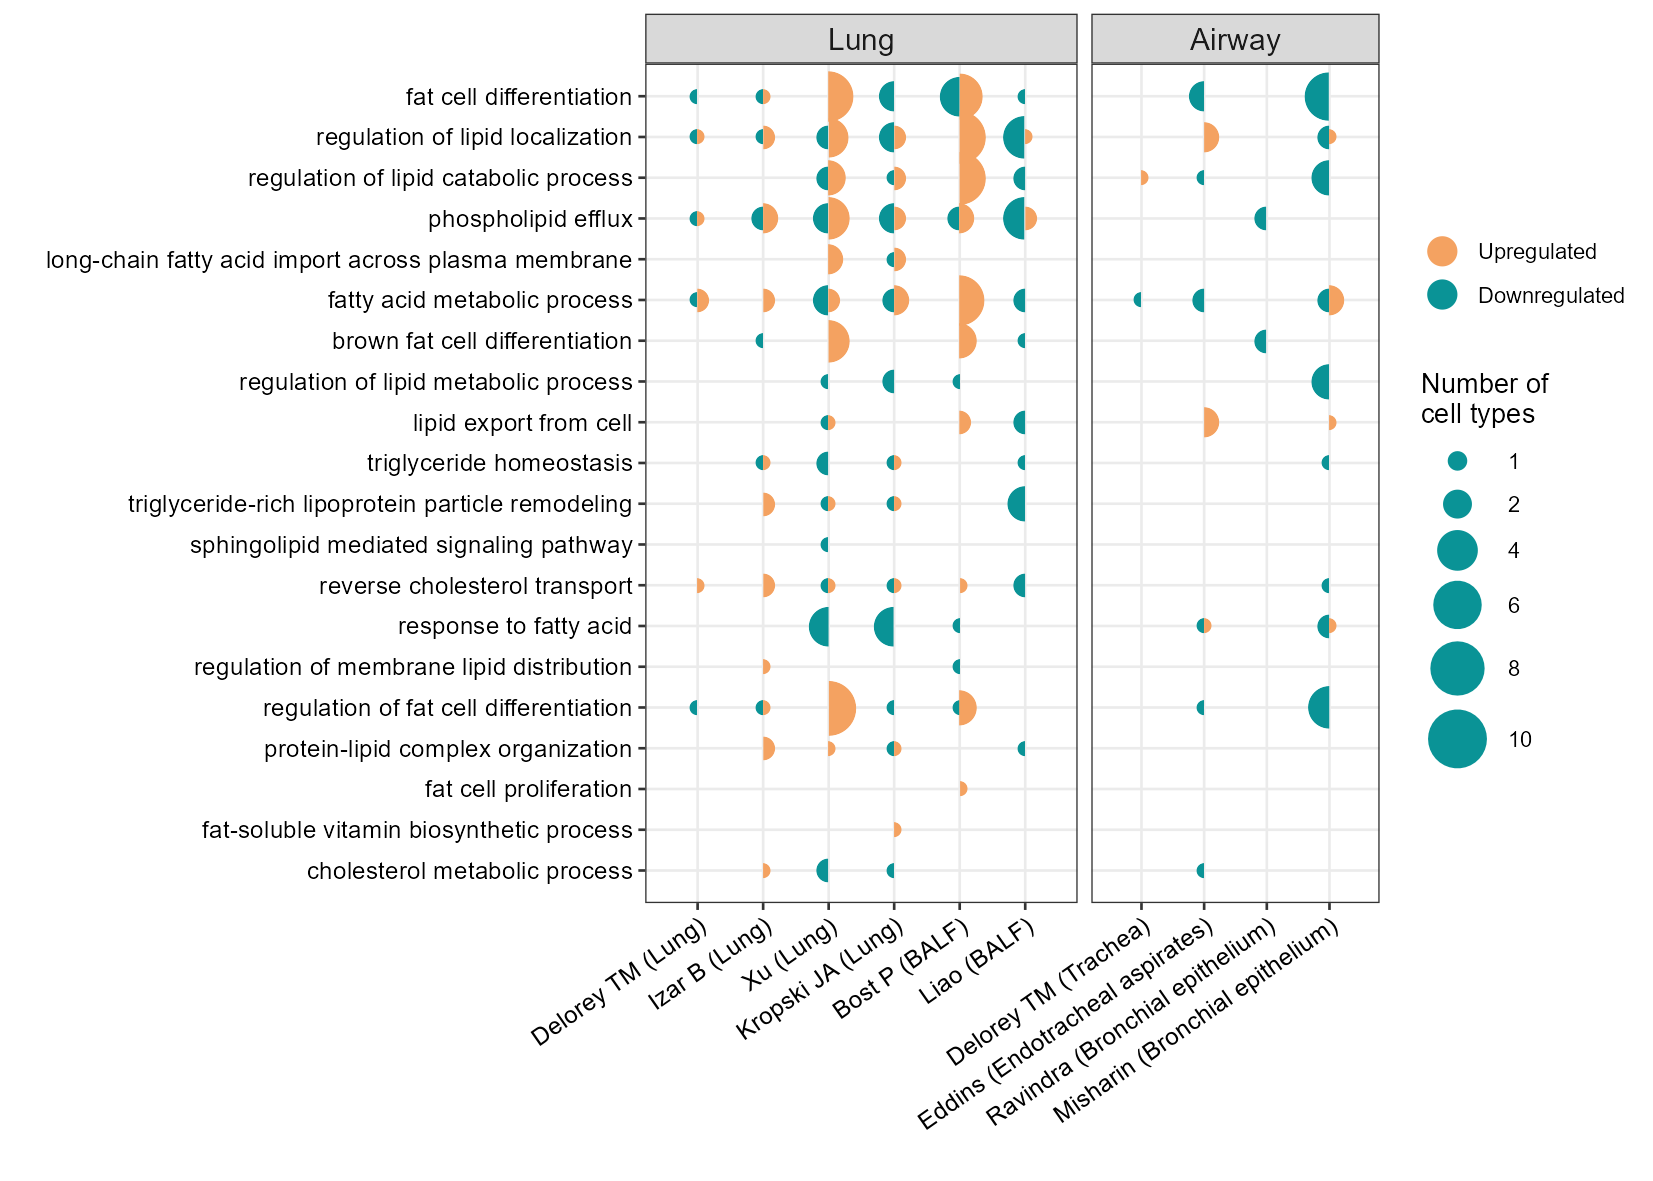 Lung
Airway
fat cell differentiation
regulation of lipid localization
regulation of lipid catabolic process
phospholipid efflux
long-chain fatty acid import across plasma membrane
fatty acid metabolic process
brown fat cell differentiation
regulation of lipid metabolic process
lipid export from cell
triglyceride homeostasis
triglyceride-rich lipoprotein particle remodeling
sphingolipid mediated signaling pathway
reverse cholesterol transport
response to fatty acid
regulation of membrane lipid distribution
regulation of fat cell differentiation
protein-lipid complex organization
fat cell proliferation
fat-soluble vitamin biosynthetic process
cholesterol metabolic process
Delorey TM (Lung)
Izar B (Lung)
Xu (Lung)
Kropski JA (Lung)
Bost P (BALF)
Liao (BALF)
Delorey TM (Trachea)
Eddins (Endotracheal aspirates)
Ravindra (Bronchial epithelium)
Misharin (Bronchial epithelium)
Upregulated
Downregulated
Number of
cell types
1
2
4
6
8
10